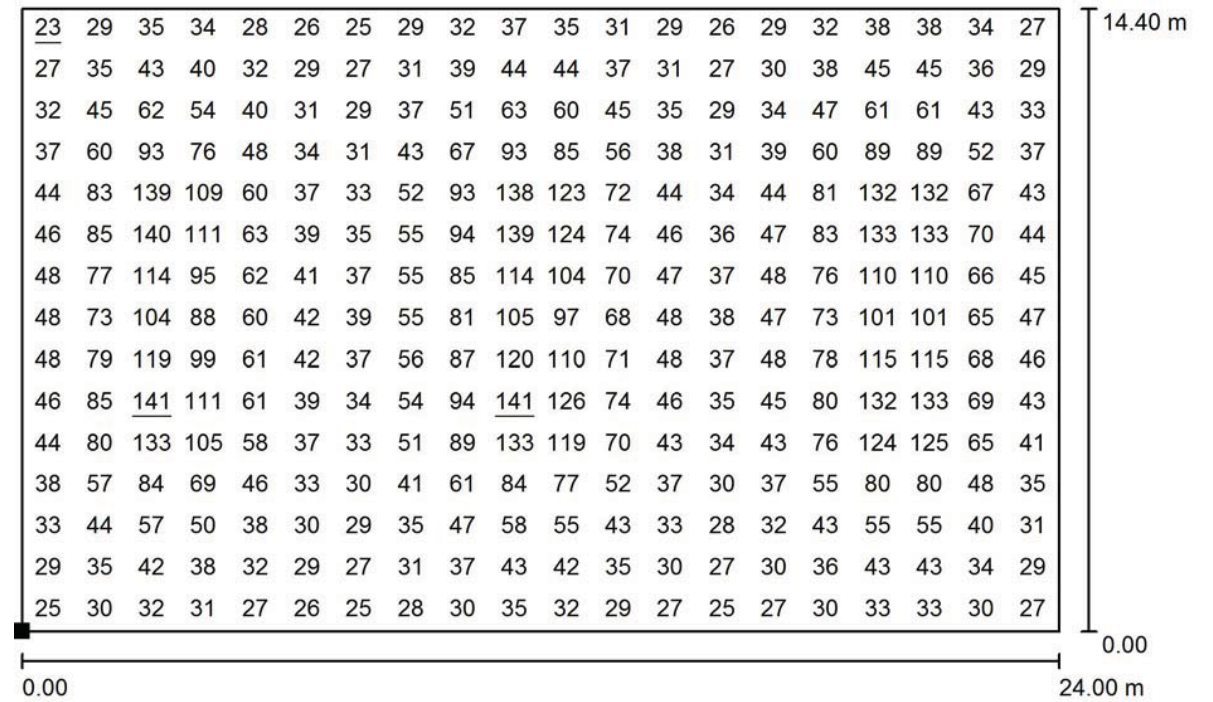 23 29 35 34 28 26 25 29 32 37 35 31 29 26 29 32 38 38 34 27 14.40 m
27 35 43 40 32 29 27 31 39 44 44 37 31 27 30 38 45 45 36 29
32 45 62 54 40 31 29 37 51 63 60 45 35 29 34 47 61 61 43 33
37 60 93 76 48 34 31 43 67 93 85 56 38 31 39 60 89 89 52 37
44 83 139 109 60 37 33 52 93 138 123 72 44 34 44 81 132 132 67 43
46 85 140 111 63 39 35 55 94 139 124 74 46 36 47 83 133 133 70 44
48 77 114 95 62 41 37 55 85 114 104 70 47 37 48 76 110 110 66 45
48 73 104 88 60 42 39 55 81 105 97 68 48 38 47 73 101 101 65 47
48 79 119 99 61 42 37 56 87 120 110 71 48 37 48 78 115 115 68 46
46 85 141 111 61 39 34 54 94 141 126 74 46 35 45 80 132 133 69 43
44 80 133 105 58 37 33 51 89 133 119 70 43 34 43 76 124 125 65 41
38 57 84 69 46 33 30 41 61 84 77 52 37 30 37 55 80 80 48 35
33 44 57 50 38 30 29 35 47 58 55 43 33 28 32 43 55 55 40 31
29 35 42 38 32 29 27 31 37 43 42 35 30 27 30 36 43 43 34 29
25 30 32 31 27 26 25 28 30 35 32 29 27 25 27 30 33 33 30 27
0.00
0.00 24.00 m